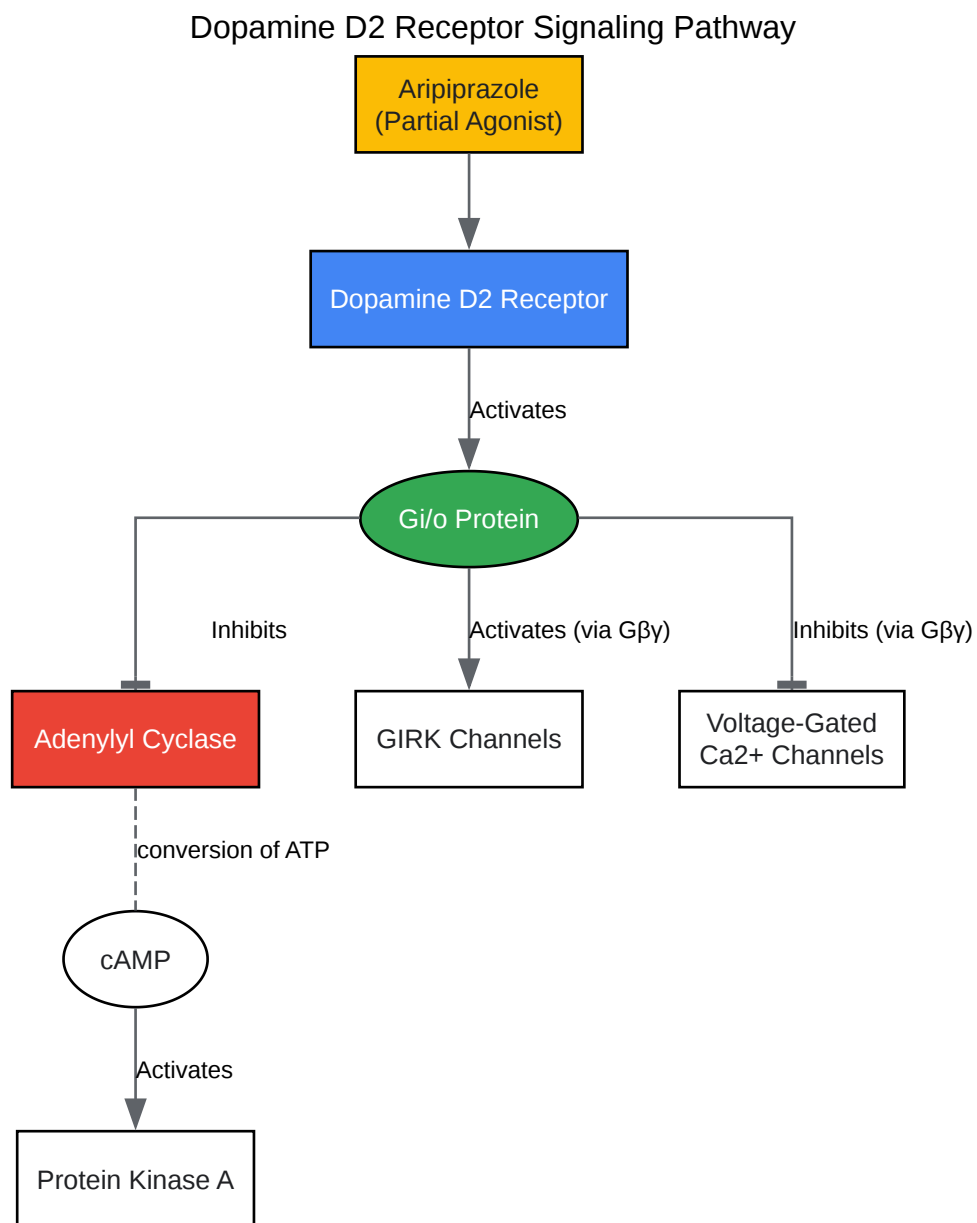 Dopamine D2 Receptor Signaling Pathway
Aripiprazole
(Partial Agonist)
Dopamine D2 Receptor
Activates
Gi/o Protein
Inhibits
Activates (via Gβγ)
Inhibits (via Gβγ)
Adenylyl Cyclase
GIRK Channels
Voltage-Gated
Ca2+ Channels
conversion of ATP
cAMP
Activates
Protein Kinase A